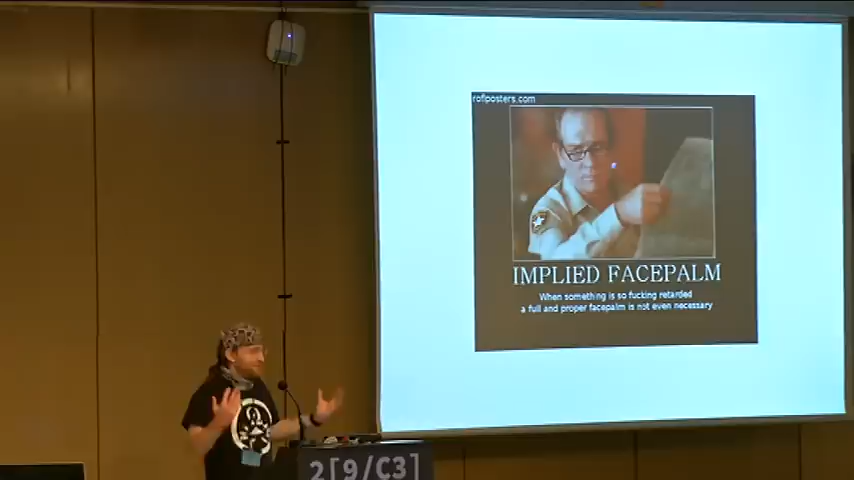 roflposters.com
IMPLIED FACEPALM
When something is so fucking retarded
a full and proper facepalm is not even necessary
2[9/C3]